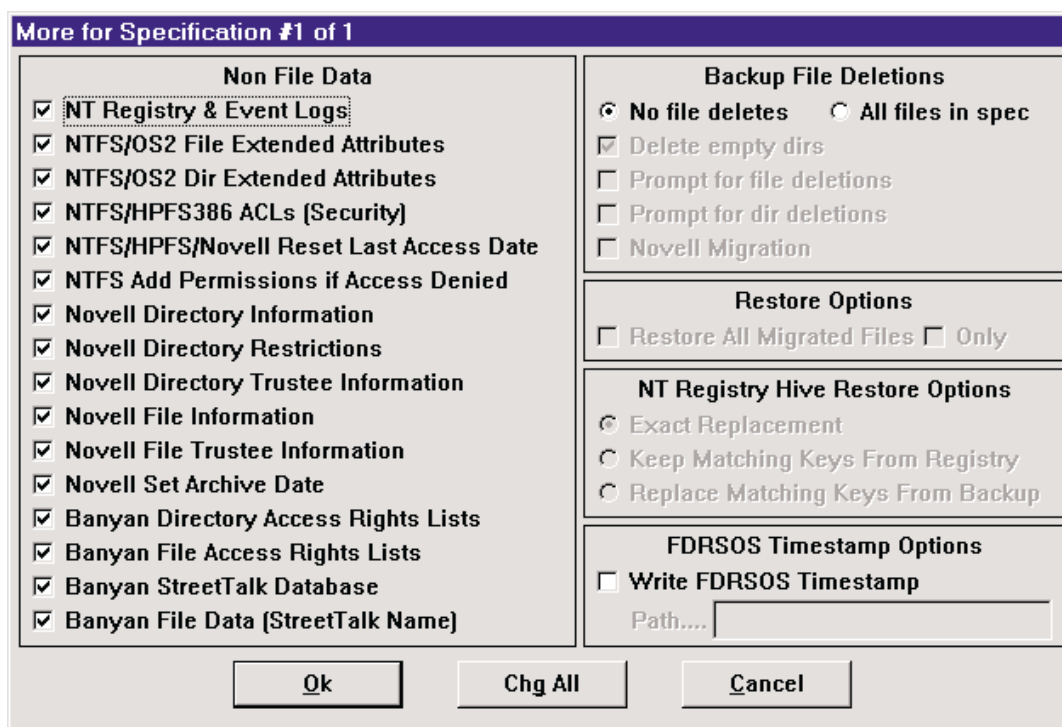 More for Specification #1 of 1
Non File Data
NT Registry & Event Logs
NTFS/OS2 File Extended Attributes
NTFS/OS2 Dir Extended Attributes
NTFS/HPFS386 ACLs (Security)
NTFS/HPFS/Novell Reset Last Access Date
NTFS Add Permissions if Access Denied
Novell Directory Information
Novell Directory Restrictions
Novell Directory Trustee Information
Novell File Information
Novell File Trustee Information
Novell Set Archive Date
Banyan Directory Access Rights Lists
Banyan File Access Rights Lists
Banyan StreetTalk Database
Banyan File Data (StreetTalk Name)
Backup File Deletions
No file deletes All files in spec
Delete empty dirs
Prompt for file deletions
Prompt for dir deletions
Novell Migration
Restore Options
Restore All Migrated Files Only
NT Registry Hive Restore Options
Exact Replacement
Keep Matching Keys From Registry
Replace Matching Keys From Backup
FDRSOS Timestamp Options
Write FDRSOS Timestamp
Path....
Ok Chg All Cancel